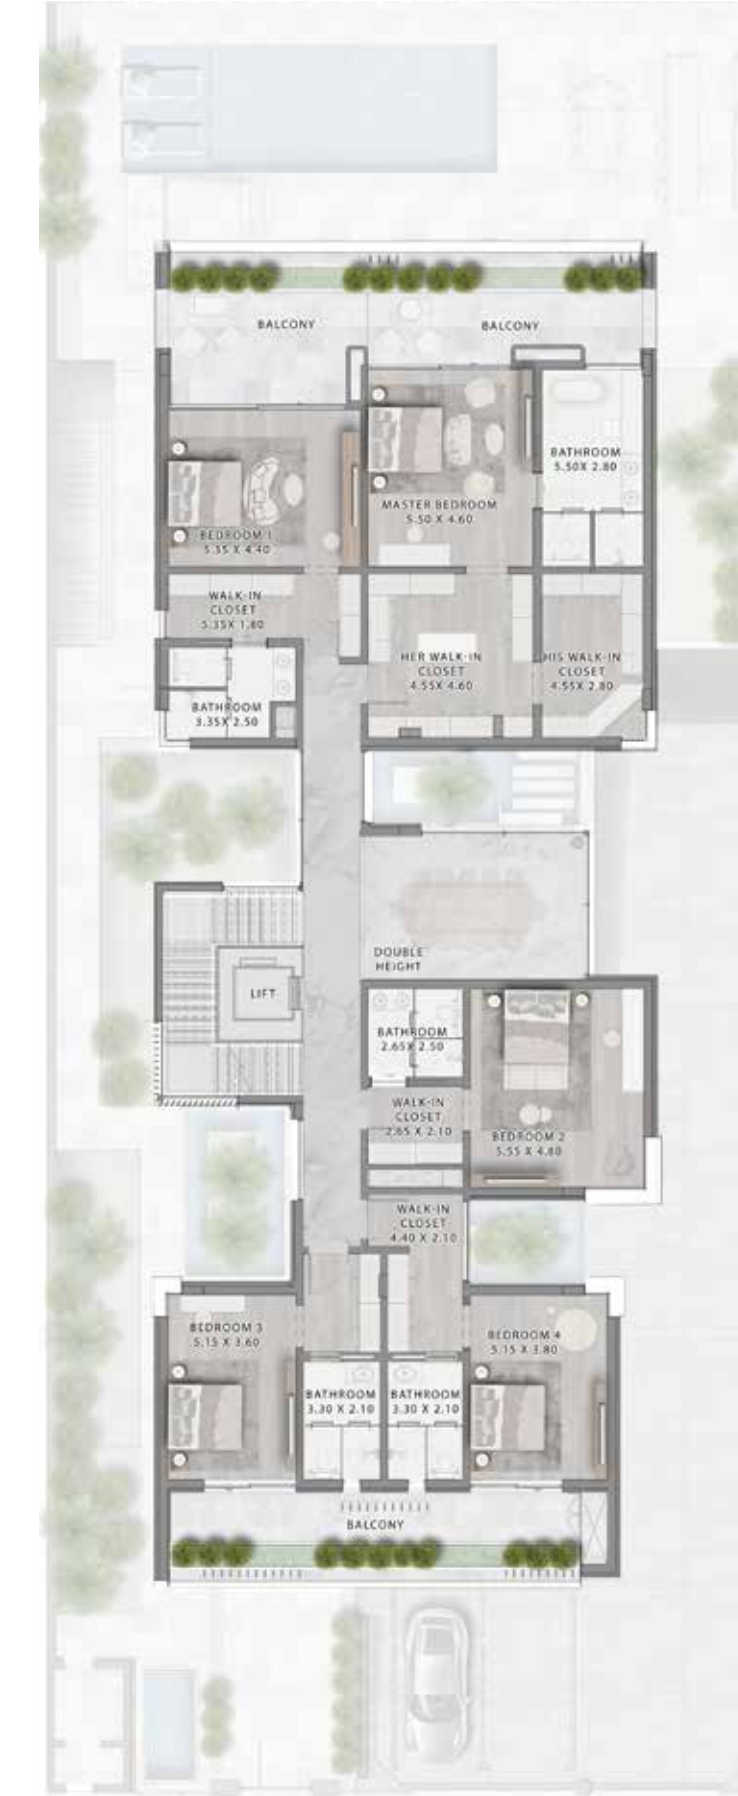 BALCONY
BALCONY
BATHROOM
5.50X 2.80
MASTER BEDROOM
5.50 X 4.60
BEDROOM 1
5.35 X 4.40
WALK-IN
CLOSET
5.35X 1.80
HER WALK-IN
CLOSET
4.55X 4.60
HIS WALK-IN
CLOSET
4.55X 2.80
BATHROOM
3.35X 2.50
DOUBLE
HEIGHT
LIFT
BATHROOM
2.65X 2.50
WALK-IN
CLOSET
2.65 X 2.10
BEDROOM 2
5.55 X 4.80
WALK-IN
CLOSET
4.40 X 2.10
BEDROOM 3
5.15 X 3.60
BEDROOM 4
5.15 X 3.80
BATHROOM
3.30 X 2.10
BATHROOM
3.30 X 2.10
BALCONY